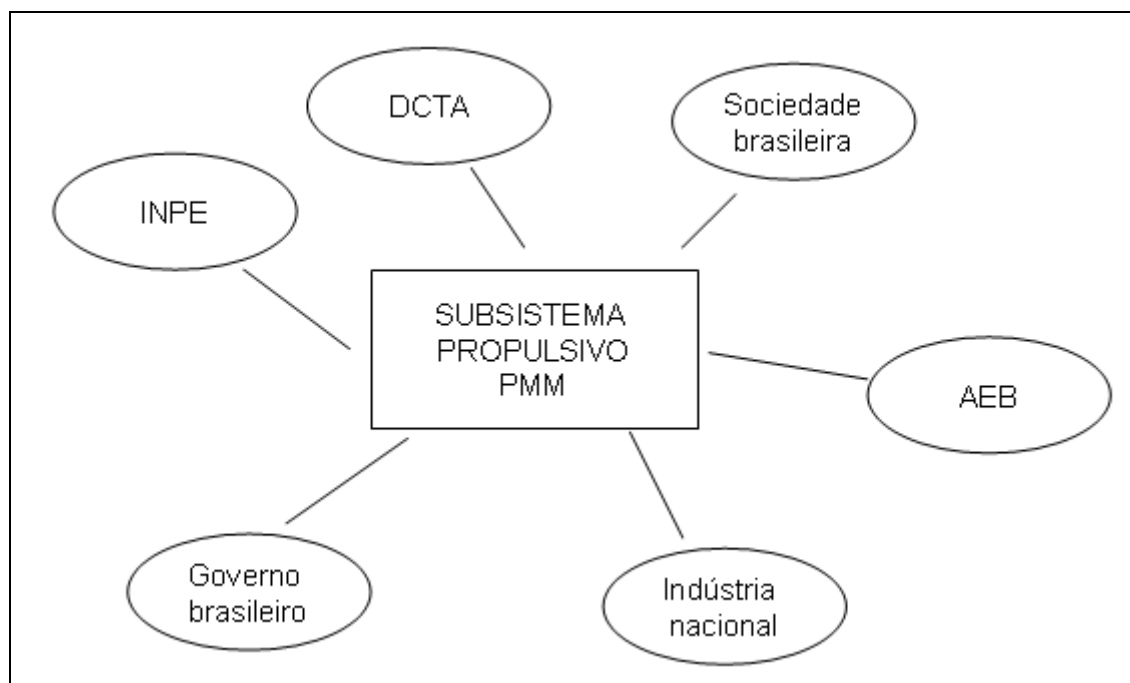 DCTA
Sociedade
brasileira
INPE
SUBSISTEMA
PROPULSIVO
PMM
AEB
Governo
brasileiro
Indústria
nacional